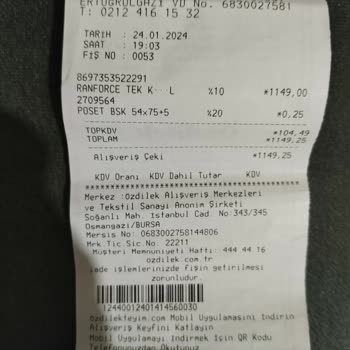 ERTUĞRULGAZİ VD No. 6830027581
T: 0212 416 15 32
TARİH : 24.01.2024
SAAT : 19:03
FİŞ NO : 0053
8697353522291
RANFORCE TEK K L %10 *1149,00
2709564
POSET BSK 54x75+5 %20 *0,25
TOPKDV *104,49
TOPLAM *1149,25
Alışveriş Çeki *1149,25
KDV Oranı KDV Dahil Tutar KDV
Merkez :Özdilek Alışveriş Merkezleri
ve Tekstil Sanayi Anonim Şirketi
Soğanlı Mah. İstanbul Cad. No:343/345
Osmangazi/BURSA
Mersis No: 0683002758144806
Mrk.Tic.Sic.No: 22211
Müşteri Memnuniyeti Hattı: 444 44 16
ozdilek.com.tr
İade işlemlerinizde fişin getirilmesi
zorunludur.
12440012401414560030
Özdilekteyim.com Mobil Uygulamasını İndirin
Alışveriş Keyfini Katlayın
Mobil Uygulamayı İndirmek İçin QR Kodu
Telefonunuzdan Okutunuz